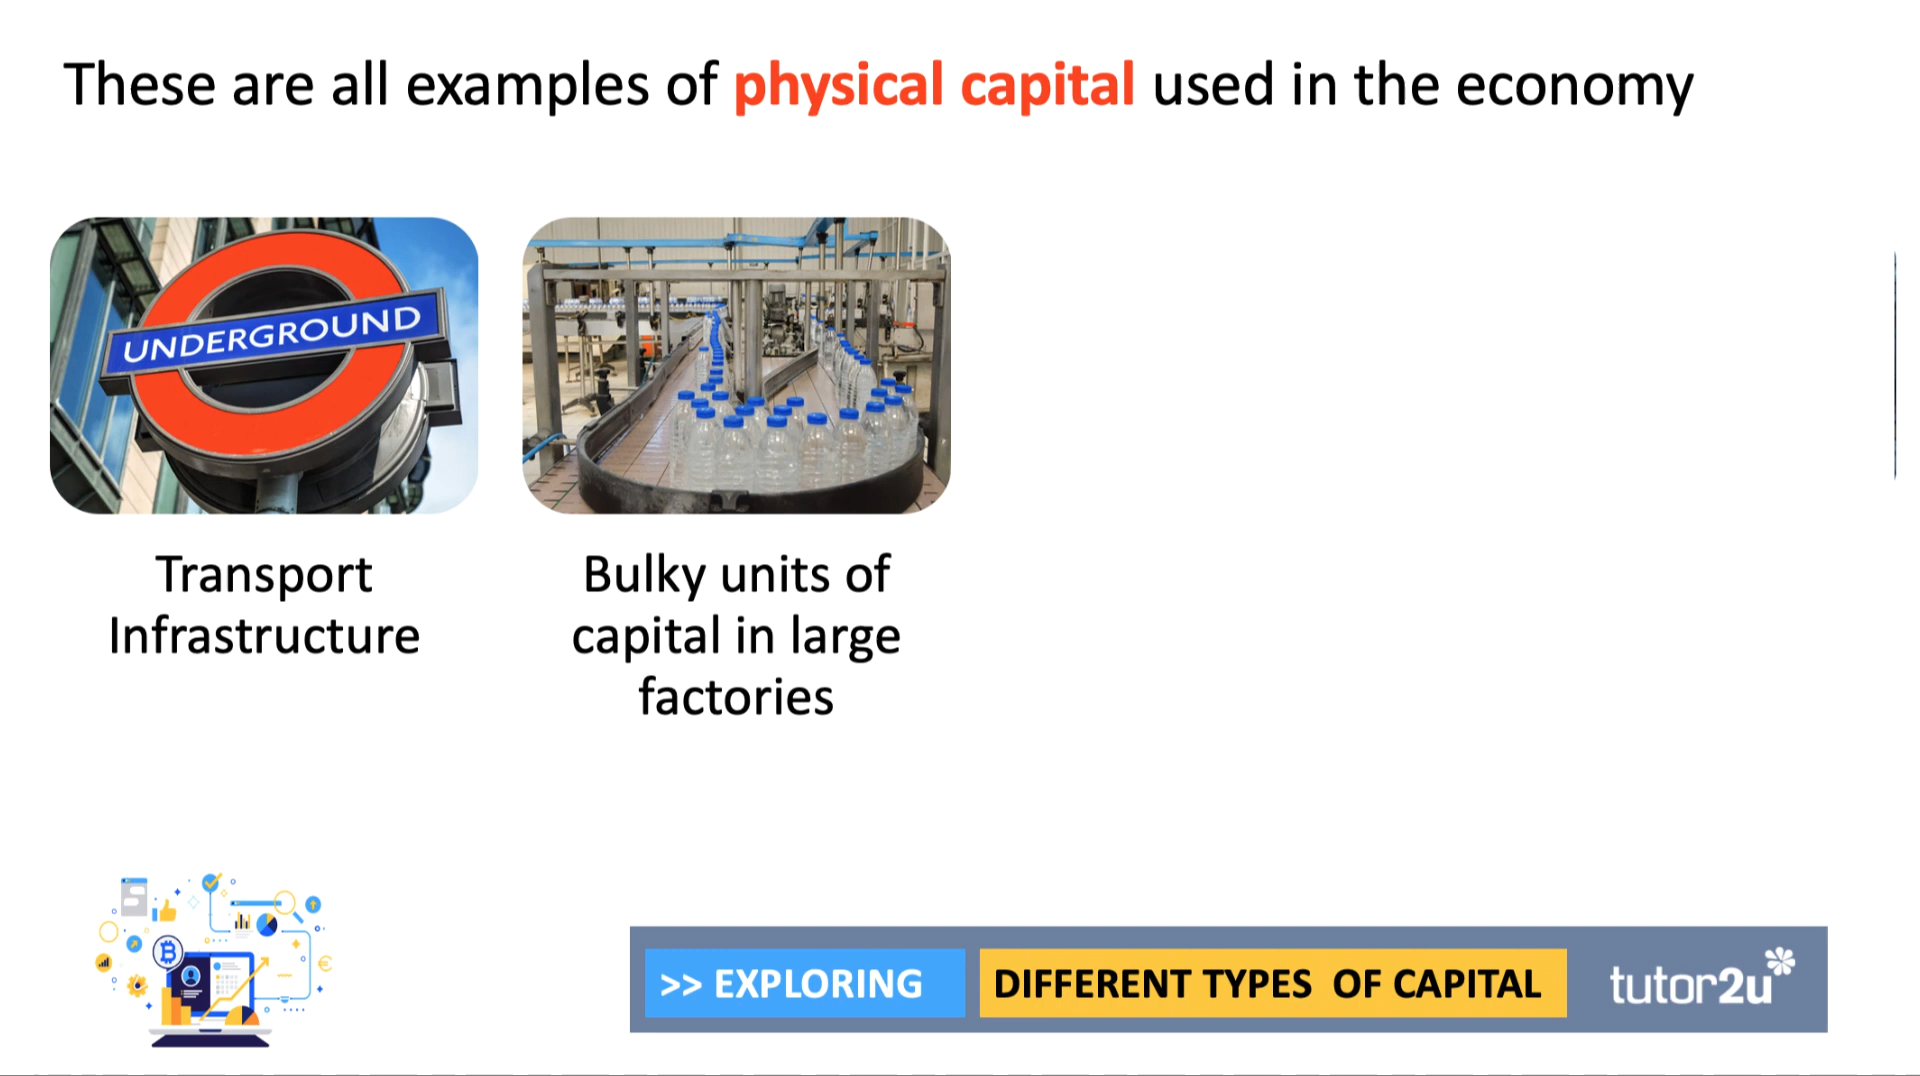 These are all examples of physical capital used in the economy
UNDERGROUND
Transport
Infrastructure
Bulky units of
capital in large
factories
>> EXPLORING
DIFFERENT TYPES OF CAPITAL
tutor2u